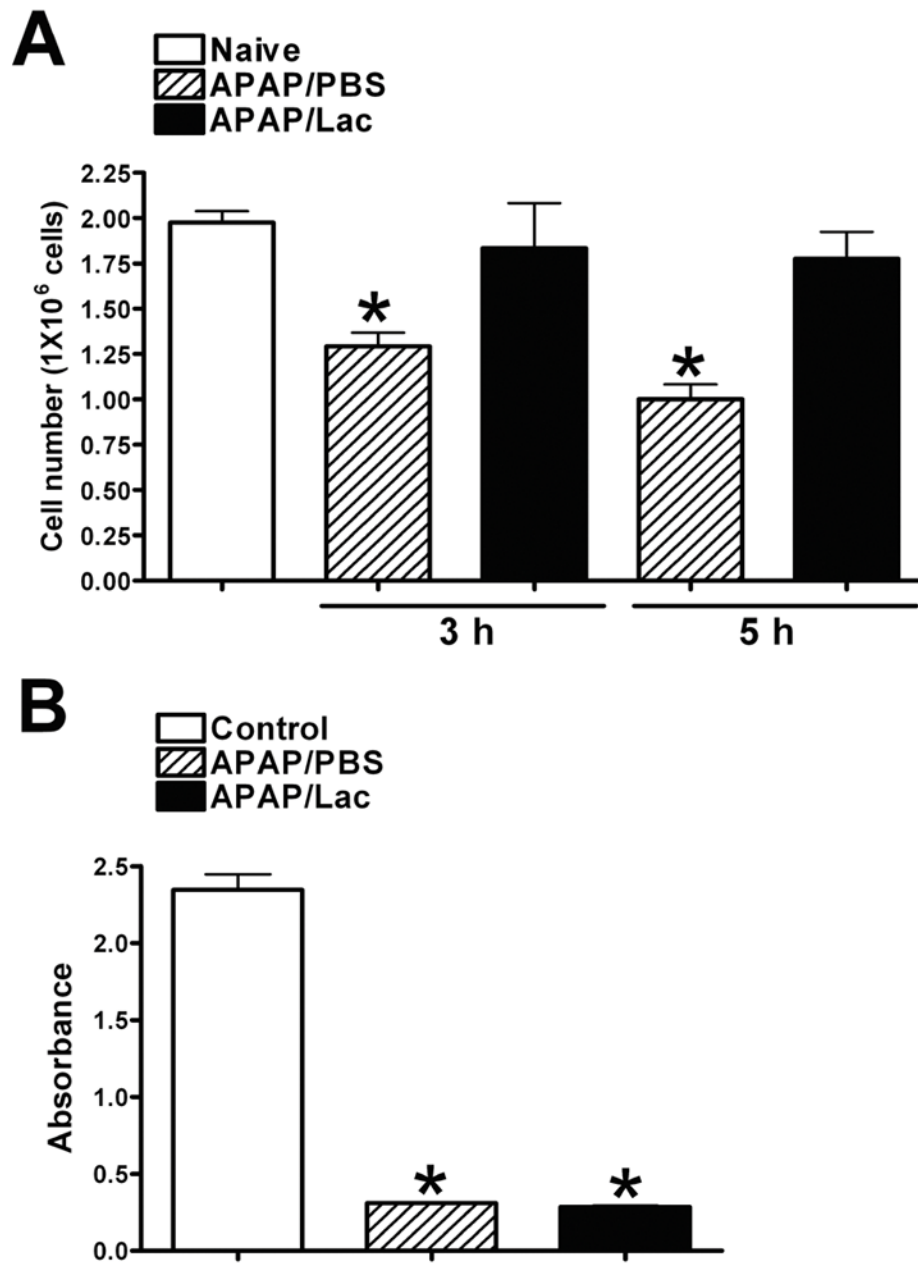 A
Naive
APAP/PBS
APAP/Lac
Cell number (1X10⁶ cells)
2.25
2.00
1.75
1.50
1.25
1.00
0.75
0.50
0.25
0.00
*
*
3 h
5 h
B
Control
APAP/PBS
APAP/Lac
Absorbance
2.5
2.0
1.5
1.0
0.5
0.0
*
*